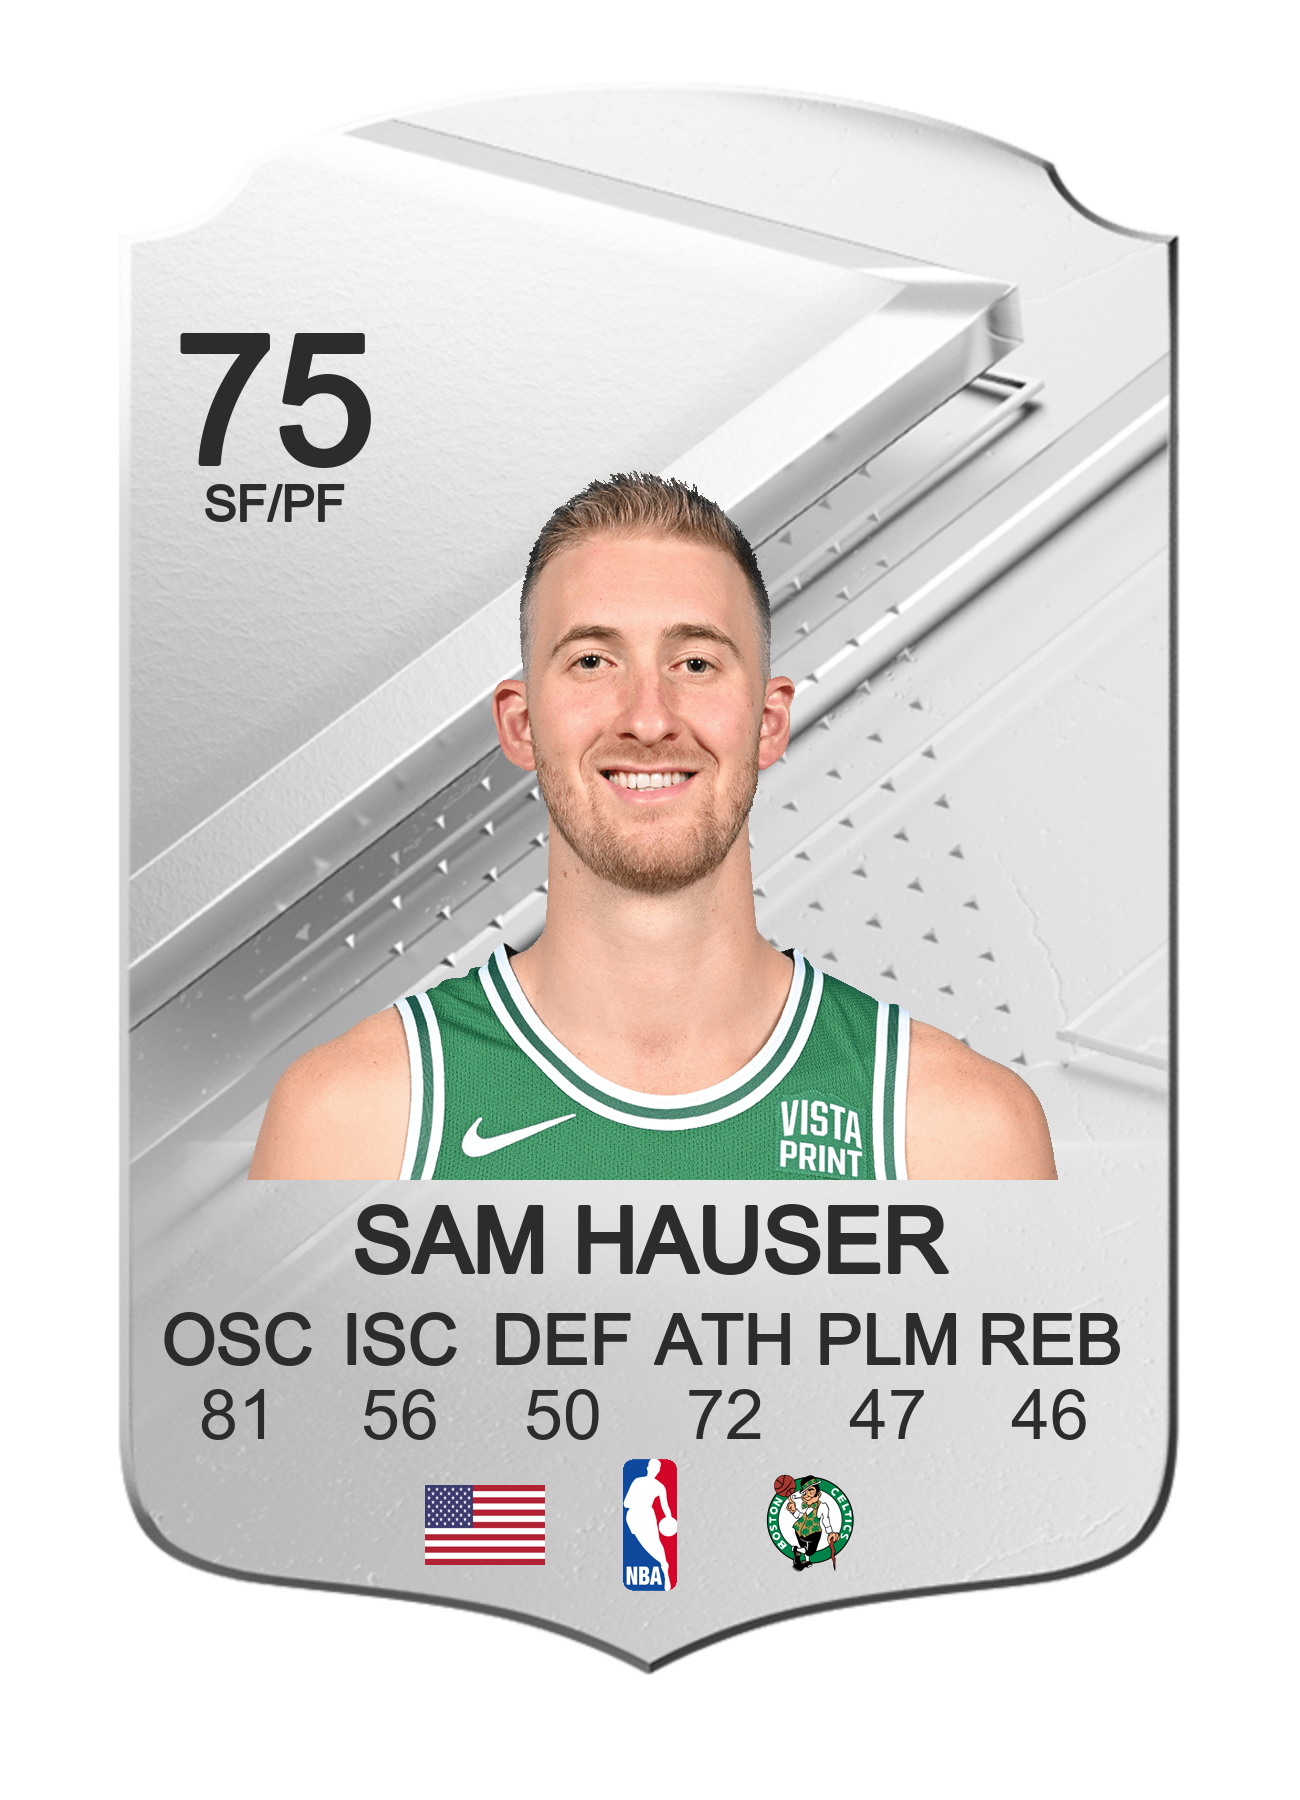 75
SF/PF
VISTA
PRINT
SAM HAUSER
OSC ISC DEF ATH PLM REB
81 56 50 72 47 46
NBA
BOSTON CELTICS